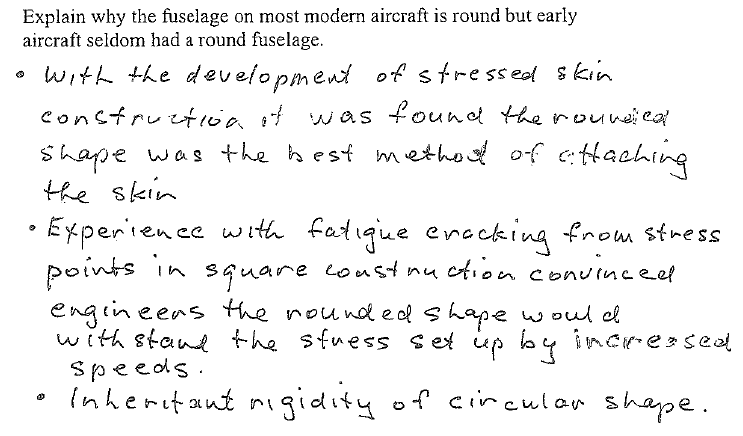 Explain why the fuselage on most modern aircraft is round but early
aircraft seldom had a round fuselage.
• With the development of stressed skin
construction it was found the rounded
shape was the best method of attaching
the skin
• Experience with fatigue cracking from stress
points in square construction convinced
engineers the rounded shape would
withstand the stress set up by increased
speeds.
• Inheritant rigidity of circular shape.